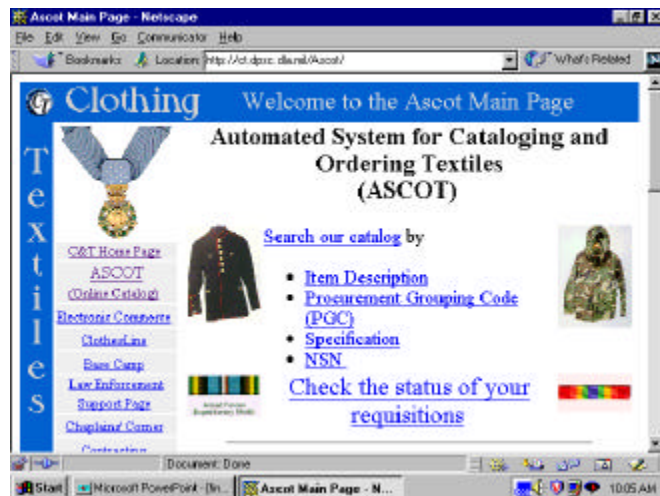 Ascot Main Page - Netscape
File Edit View Go Communicator Help
Bookmarks Location: http://ct.dpsc.dla.mil/Ascot/ What's Related
Clothing Welcome to the Ascot Main Page
Textiles
Automated System for Cataloging and
Ordering Textiles
(ASCOT)
C&T Home Page
ASCOT
(Online Catalog)
Electronic Commerce
ClothesLine
Base Camp
Law Enforcement
Support Page
Chaplains' Corner
Contracting
Search our catalog by
• Item Description
• Procurement Grouping Code
(PGC)
• Specification
• NSN
Check the status of your
requisitions
Document: Done
Start Microsoft PowerPoint - [In... Ascot Main Page - N... 10:05 AM